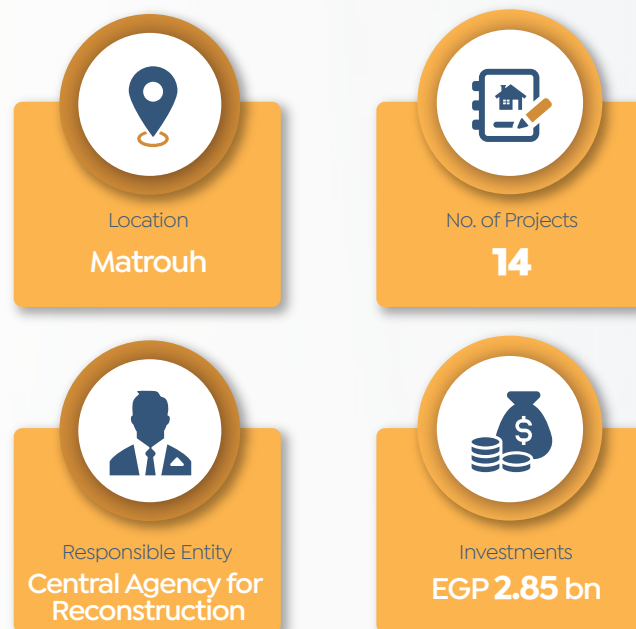 Location
Matrouh
No. of Projects
14
Responsible Entity
Central Agency for
Reconstruction
Investments
EGP 2.85 bn